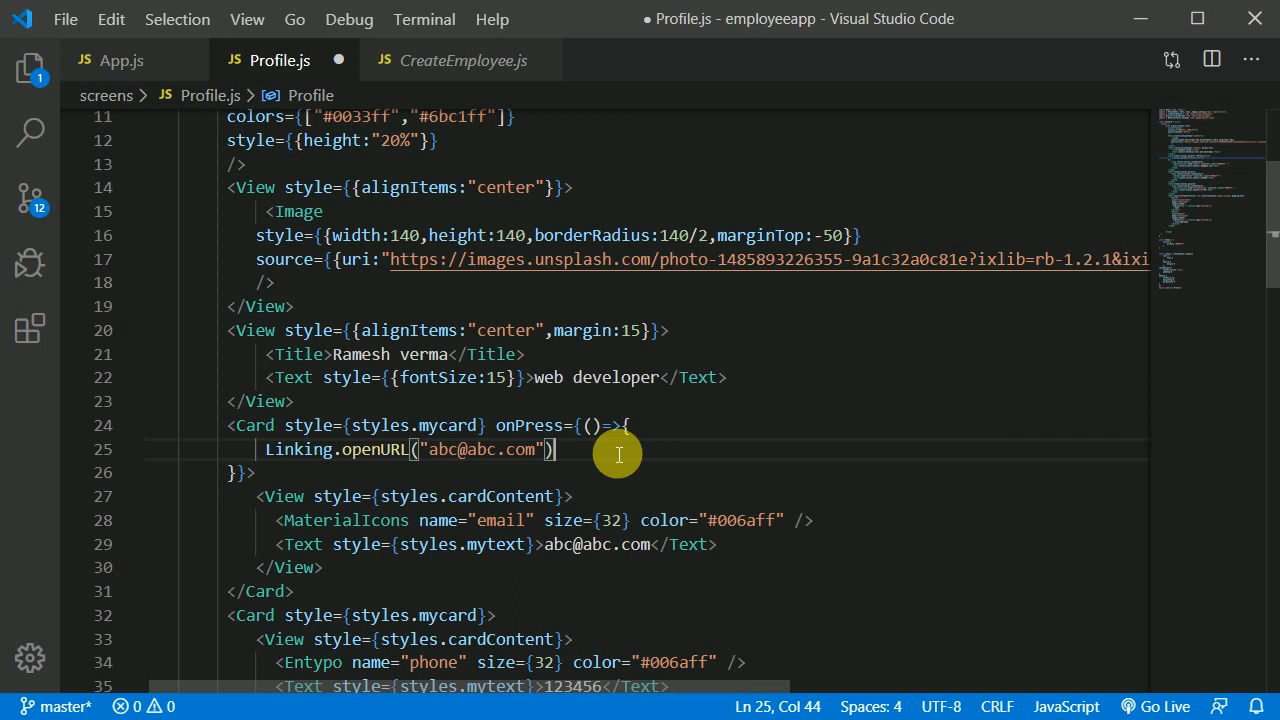 File Edit Selection View Go Debug Terminal Help ● Profile.js - employeeapp - Visual Studio Code
JS App.js JS Profile.js ● JS CreateEmployee.js
screens > JS Profile.js > Profile
11 colors={["#0033ff","#6bc1ff"]}
12 style={{height:"20%"}}
13 />
14 <View style={{alignItems:"center"}}>
15 <Image
16 style={{width:140,height:140,borderRadius:140/2,marginTop:-50}}
17 source={{uri:"https://images.unsplash.com/photo-1485893226355-9a1c32a0c81e?ixlib=rb-1.2.1&ixi
18 />
19 </View>
20 <View style={{alignItems:"center",margin:15}}>
21 <Title>Ramesh verma</Title>
22 <Text style={{fontSize:15}}>web developer</Text>
23 </View>
24 <Card style={styles.mycard} onPress={()=>{
25 Linking.openURL("abc@abc.com")
26 }}>
27 <View style={styles.cardContent}>
28 <MaterialIcons name="email" size={32} color="#006aff" />
29 <Text style={styles.mytext}>abc@abc.com</Text>
30 </View>
31 </Card>
32 <Card style={styles.mycard}>
33 <View style={styles.cardContent}>
34 <Entypo name="phone" size={32} color="#006aff" />
35 <Text style={styles.mytext}>123456</Text>
1
12
master* 0 0 Ln 25, Col 44 Spaces: 4 UTF-8 CRLF JavaScript Go Live